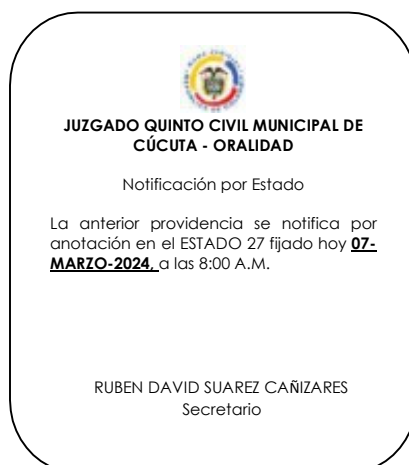 JUZGADO QUINTO CIVIL MUNICIPAL DE
CÚCUTA - ORALIDAD
Notificación por Estado
La anterior providencia se notifica por
anotación en el ESTADO 27 fijado hoy 07-
MARZO-2024, a las 8:00 A.M.
RUBEN DAVID SUAREZ CAÑIZARES
Secretario